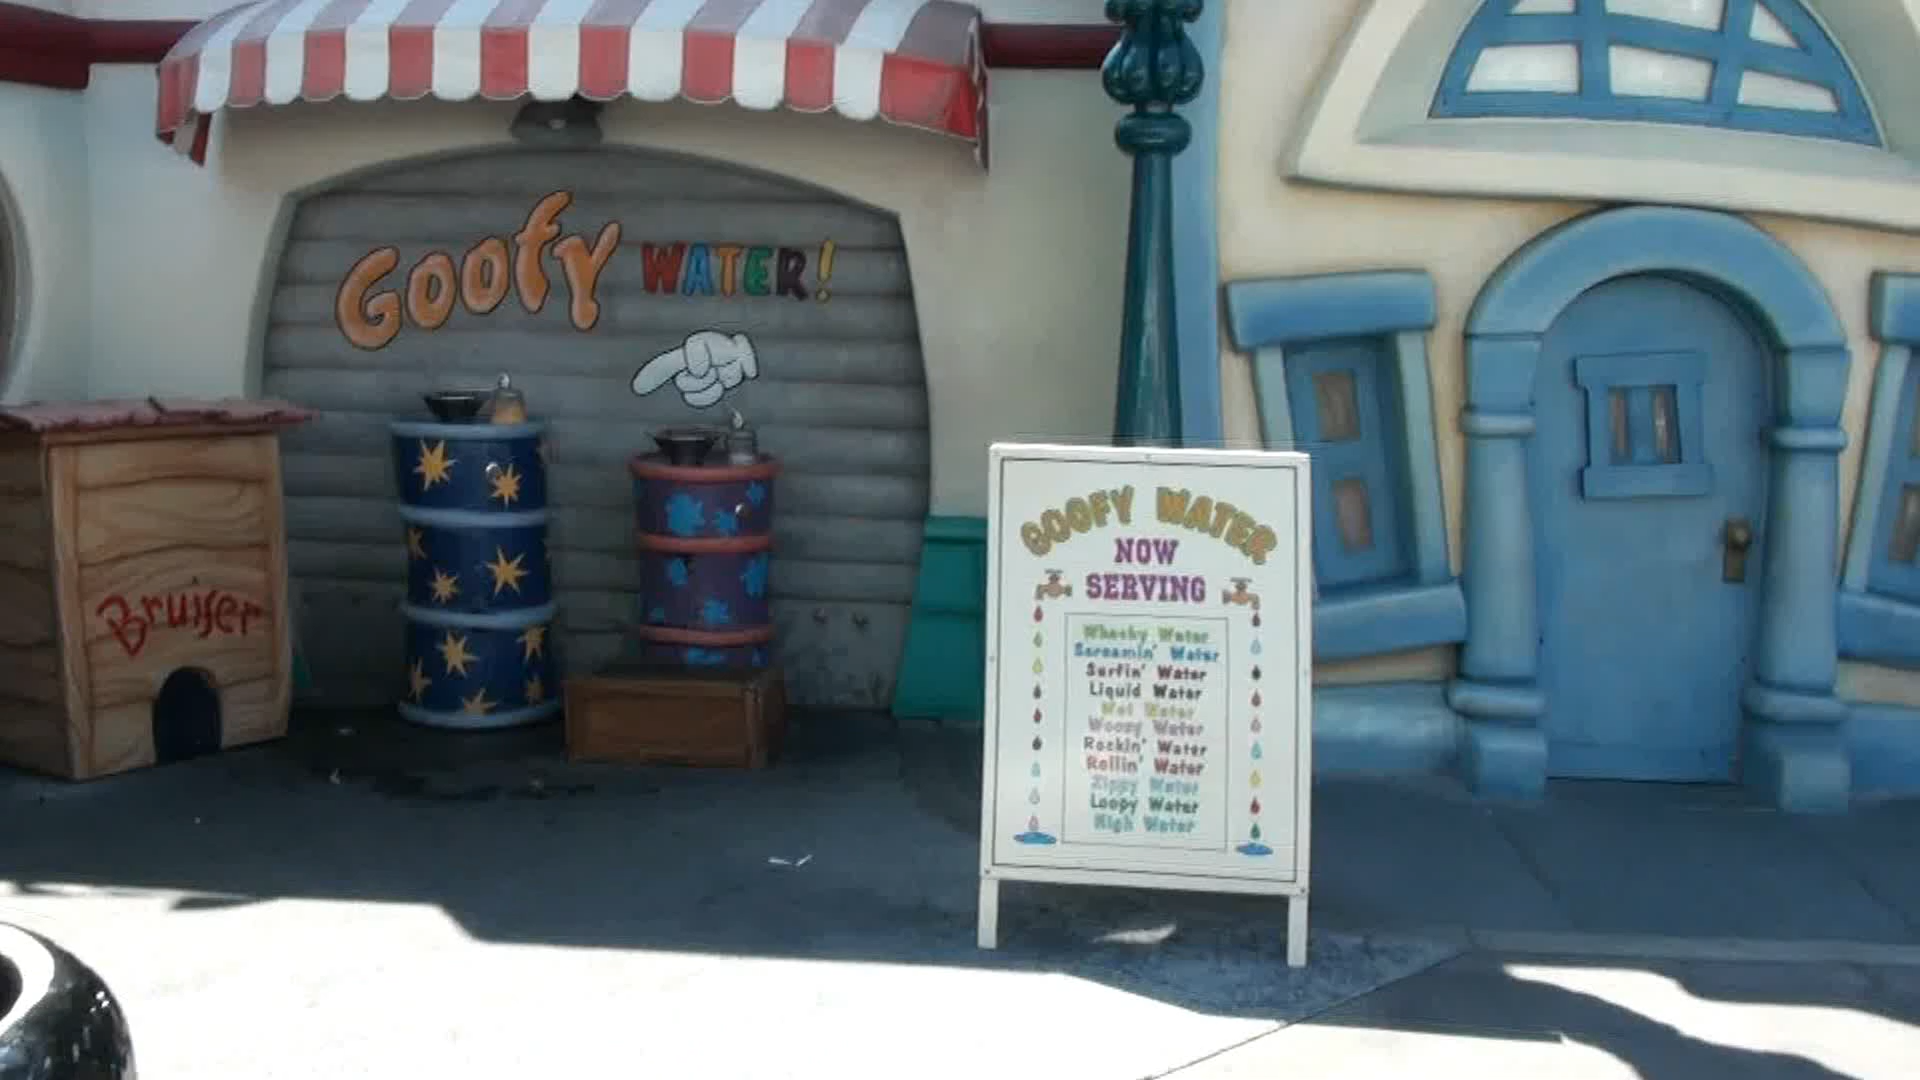 Goofy WATER!
Bruiser
GOOFY WATER
NOW
SERVING
Whacky Water
Screamin' Water
Surfin' Water
Liquid Water
Wet Water
Woozy Water
Rockin' Water
Rollin' Water
Zippy Water
Loopy Water
High Water